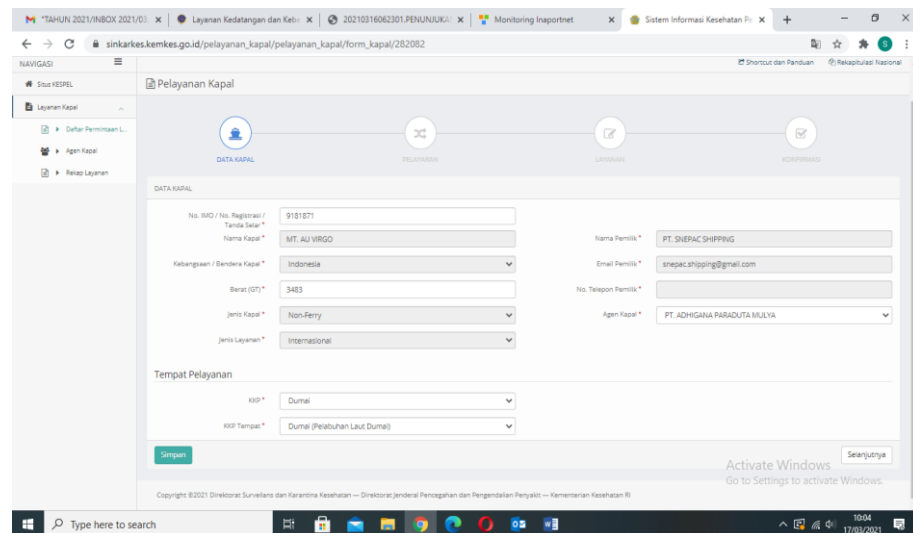 "TAHUN 2021/INBOX 2021/03. Layanan Kedatangan dan Kebe 20210316062301.PENUNJUKA Monitoring Inaportnet Sistem Informasi Kesehatan Pe
sinkarkes.kemkes.go.id/pelayanan_kapal/pelayanan_kapal/form_kapal/282082
S
NAVIGASI
Shortcut dan Panduan Rekapitulasi Nasional
Situs KESPEL
Pelayanan Kapal
Layanan Kapal
Daftar Permintaan L...
Agen Kapal
Rekap Layanan
DATA KAPAL PELAYANAN LAYANAN KONFIRMASI
DATA KAPAL
No. IMO / No. Registrasi /
Tanda Selar * 9181871
Nama Kapal * MT. AU VIRGO Nama Pemilik * PT. SNEPAC SHIPPING
Kebangsaan / Bendera Kapal * Indonesia Email Pemilik * snepac.shipping@gmail.com
Berat (GT) * 3483 No. Telepon Pemilik *
Jenis Kapal * Non-Ferry Agen Kapal * PT. ADHIGANA PARADUTA MULYA
Jenis Layanan * Internasional
Tempat Pelayanan
KKP * Dumai
KKP Tempat * Dumai (Pelabuhan Laut Dumai)
Simpan Selanjutnya
Activate Windows
Go to Settings to activate Windows.
Copyright ©2021 Direktorat Surveilans dan Karantina Kesehatan — Direktorat Jenderal Pencegahan dan Pengendalian Penyakit — Kementerian Kesehatan RI
Type here to search
10:04
17/03/2021